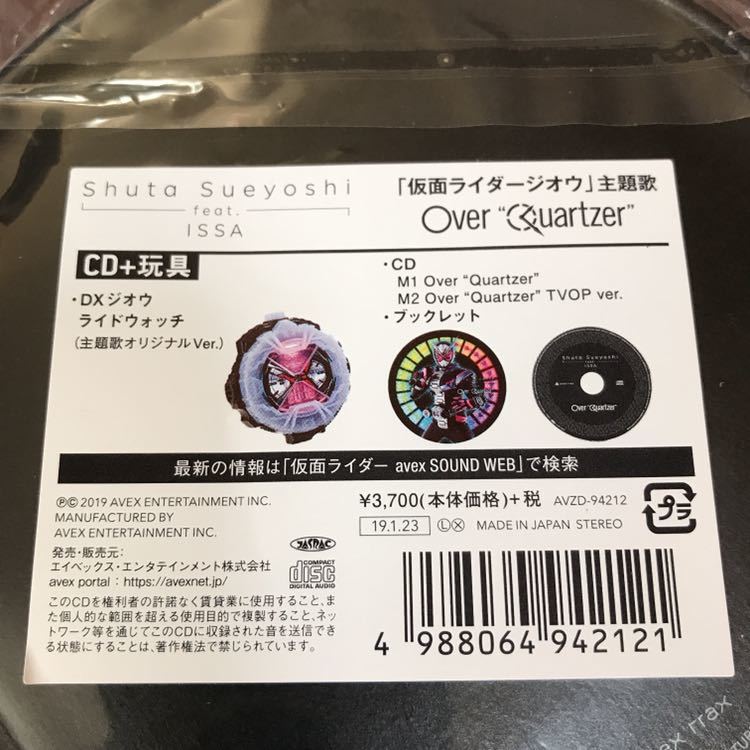 Shuta Sueyoshi
feat.
ISSA
「仮面ライダージオウ」主題歌
Over “Quartzer”
CD+玩具
・DXジオウ
ライドウォッチ
(主題歌オリジナルVer.)
・CD
M1 Over “Quartzer”
M2 Over “Quartzer” TVOP ver.
・ブックレット
Shuta Sueyoshi
feat.
ISSA
Over “Quartzer”
最新の情報は「仮面ライダー avex SOUND WEB」で検索
Ⓟ© 2019 AVEX ENTERTAINMENT INC.
MANUFACTURED BY
AVEX ENTERTAINMENT INC.
発売・販売元:
エイベックス・エンタテインメント株式会社
avex portal : https://avexnet.jp/
JASRAC
COMPACT
disc
DIGITAL AUDIO
¥3,700(本体価格)+税 AVZD-94212
19.1.23 Ⓛ Ⓧ MADE IN JAPAN STEREO
プラ
このCDを権利者の許諾なく賃貸業に使用すること、ま
た個人的な範囲を超える使用目的で複製すること、ネッ
トワーク等を通じてこのCDに収録された音を送信できる
状態にすることは、著作権法で禁じられています。
4 988064 942121